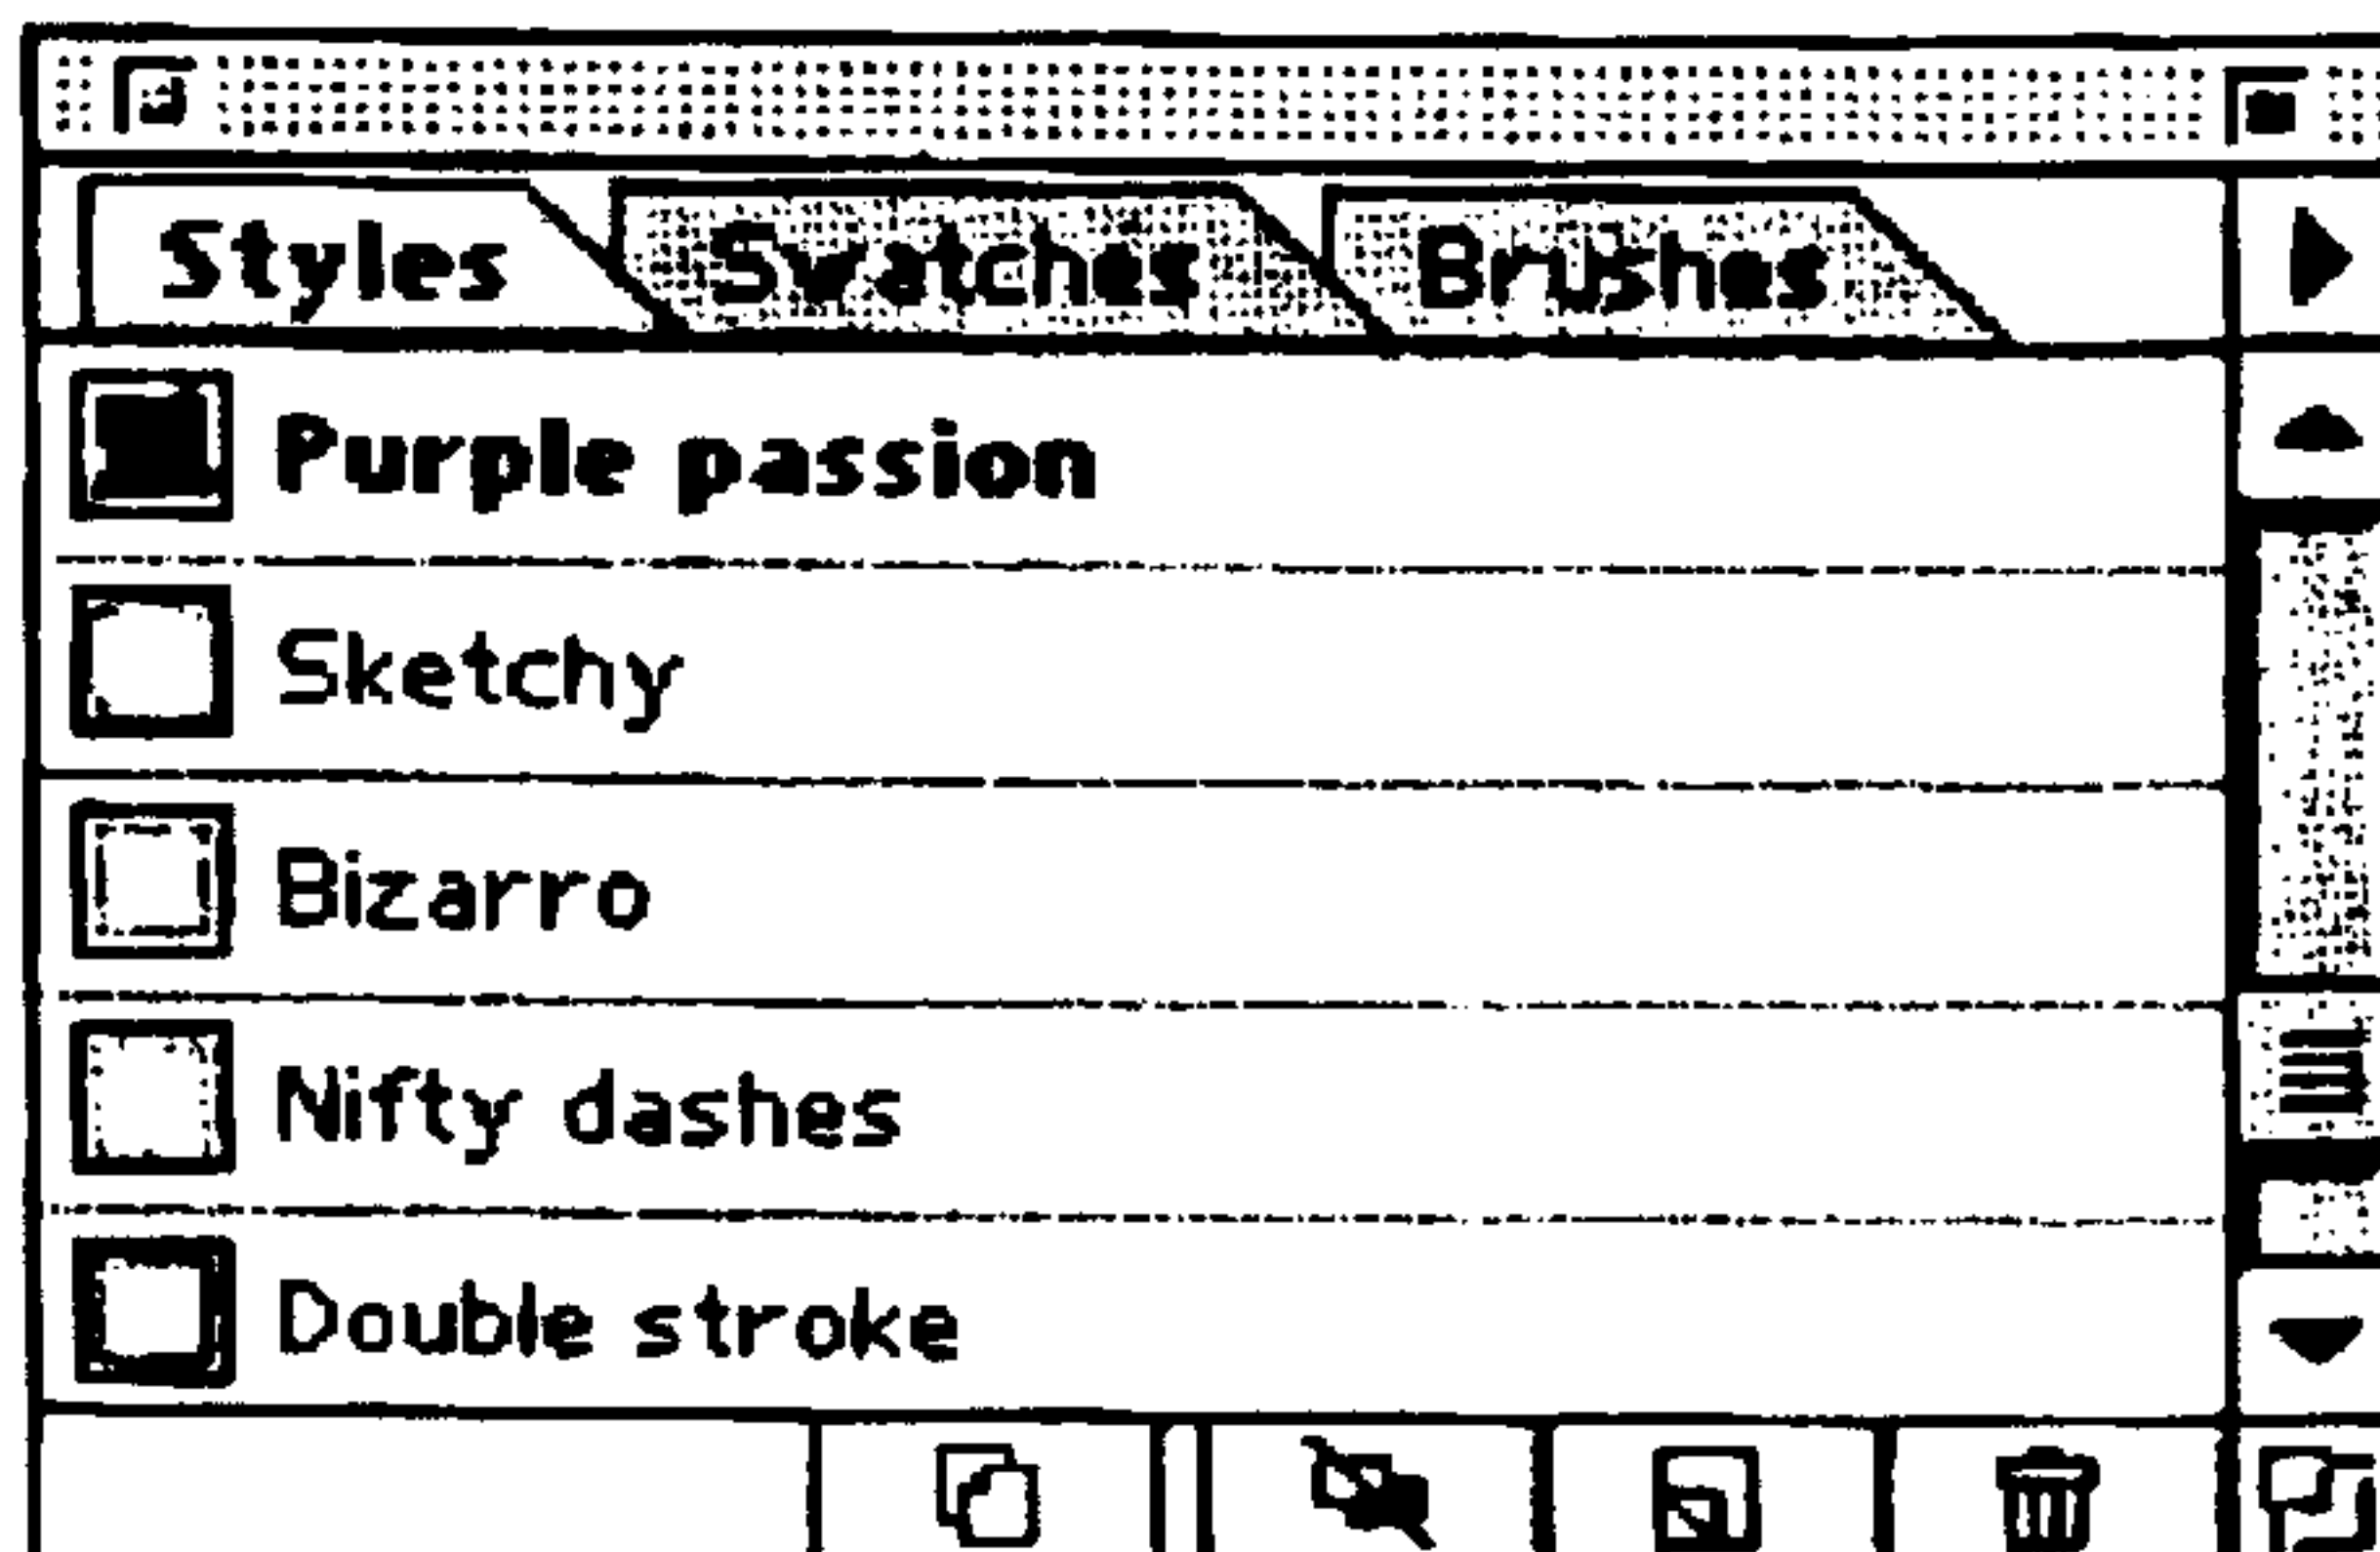 Styles Swatches Brushes
Purple passion
Sketchy
Bizarro
Nifty dashes
Double stroke